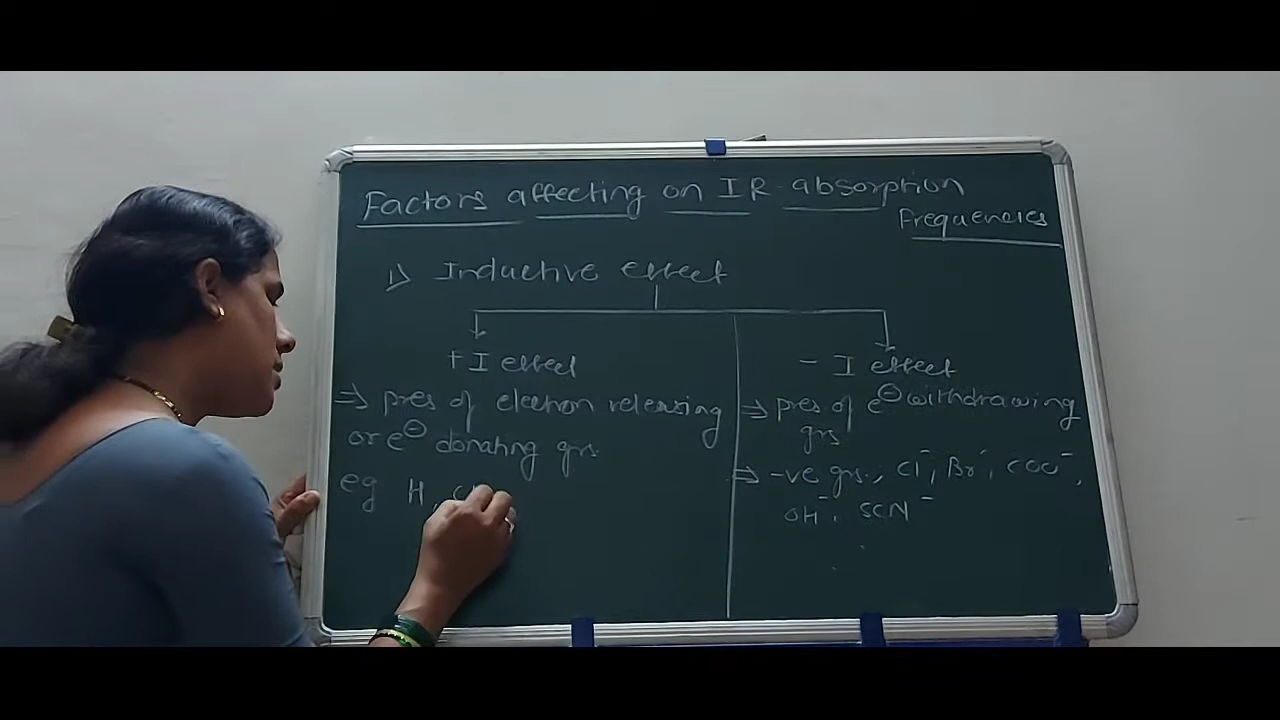 Factors affecting on IR absorption
Frequencies
1) Inductive effect
+ I effect
⇒ pres of electron releasing
or e⊖ donating grs
eg H, C
- I effect
⇒ pres of e⊖ withdrawing
grs
⇒ -ve grs., Cl⁻, Br⁻, COO⁻,
OH⁻, SCN⁻